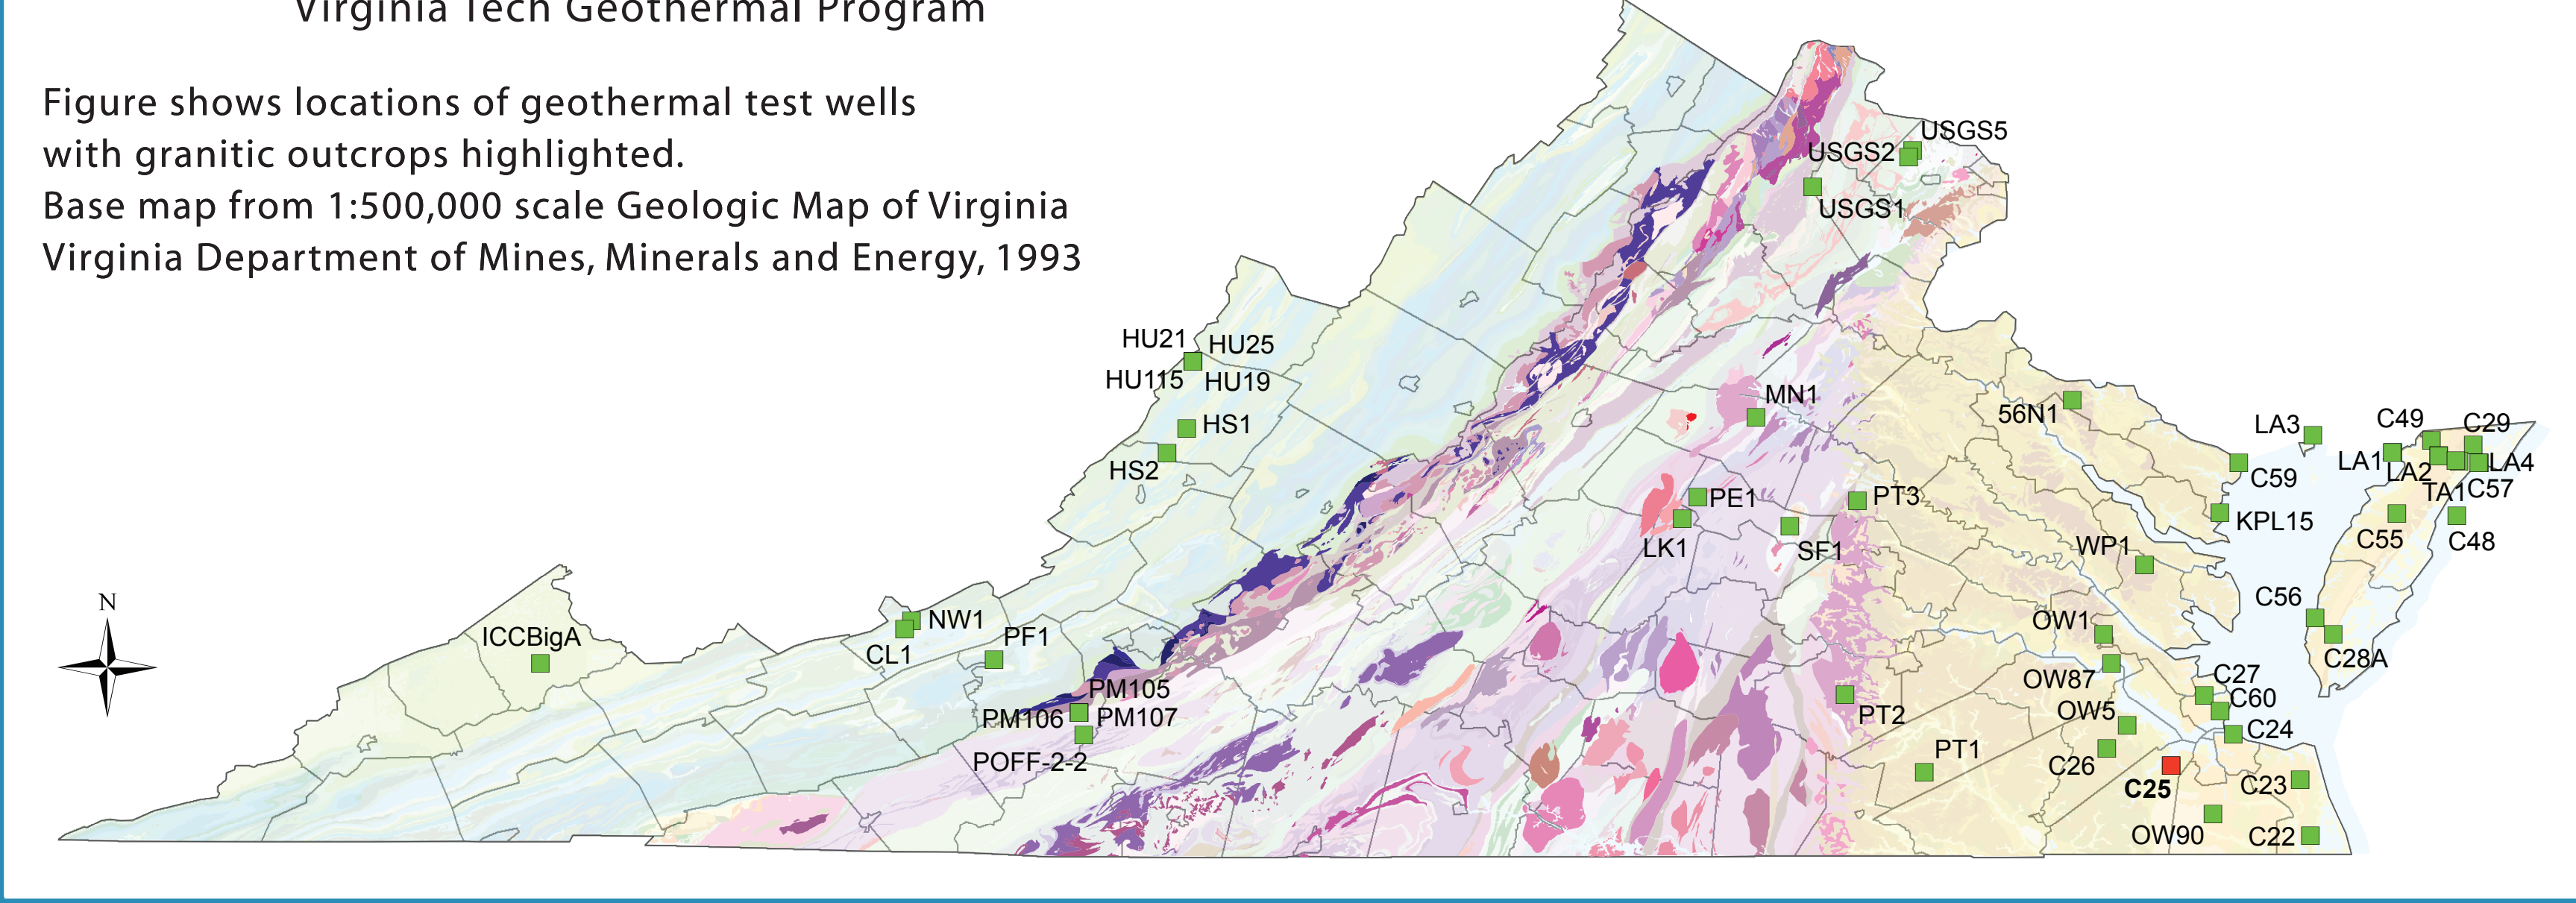 Virginia Tech Geothermal Program
Figure shows locations of geothermal test wells
with granitic outcrops highlighted.
Base map from 1:500,000 scale Geologic Map of Virginia
Virginia Department of Mines, Minerals and Energy, 1993
USGS5
USGS2
USGS1
HU21 HU25
HU115 HU19
HS1
HS2
MN1
56N1
LA3
C49
C29
LA1
LA2
LA4
C59
TA1
C57
PE1
PT3
KPL15
LK1
SF1
C55
C48
WP1
N
ICCBigA
NW1
CL1
PF1
C56
OW1
C28A
OW87
C27
PM105
PM106 PM107
C60
OW5
PT2
C24
POFF-2-2
PT1
C26
C25
C23
OW90
C22